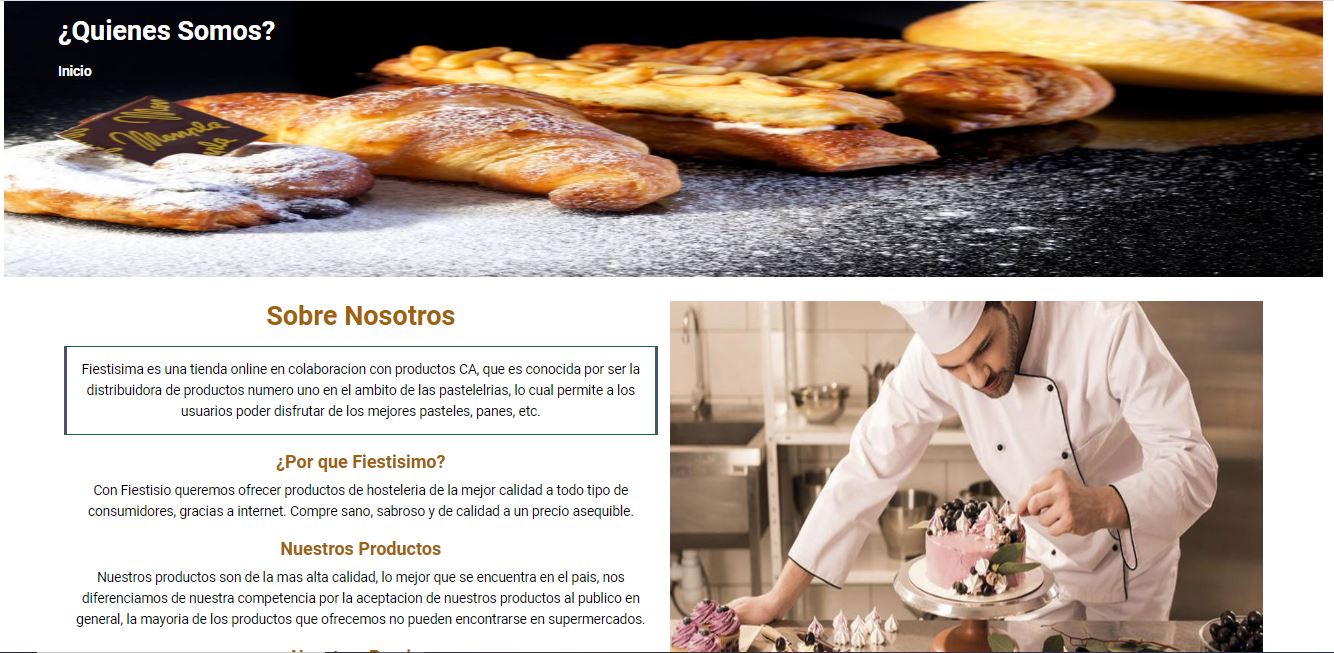 ¿Quienes Somos?
Inicio
Manola
Sobre Nosotros
Fiestisima es una tienda online en colaboracion con productos CA, que es conocida por ser la
distribuidora de productos numero uno en el ambito de las pastelelrias, lo cual permite a los
usuarios poder disfrutar de los mejores pasteles, panes, etc.
¿Por que Fiestisimo?
Con Fiestisio queremos ofrecer productos de hosteleria de la mejor calidad a todo tipo de
consumidores, gracias a internet. Compre sano, sabroso y de calidad a un precio asequible.
Nuestros Productos
Nuestros productos son de la mas alta calidad, lo mejor que se encuentra en el pais, nos
diferenciamos de nuestra competencia por la aceptacion de nuestros productos al publico en
general, la mayoria de los productos que ofrecemos no pueden encontrarse en supermercados.